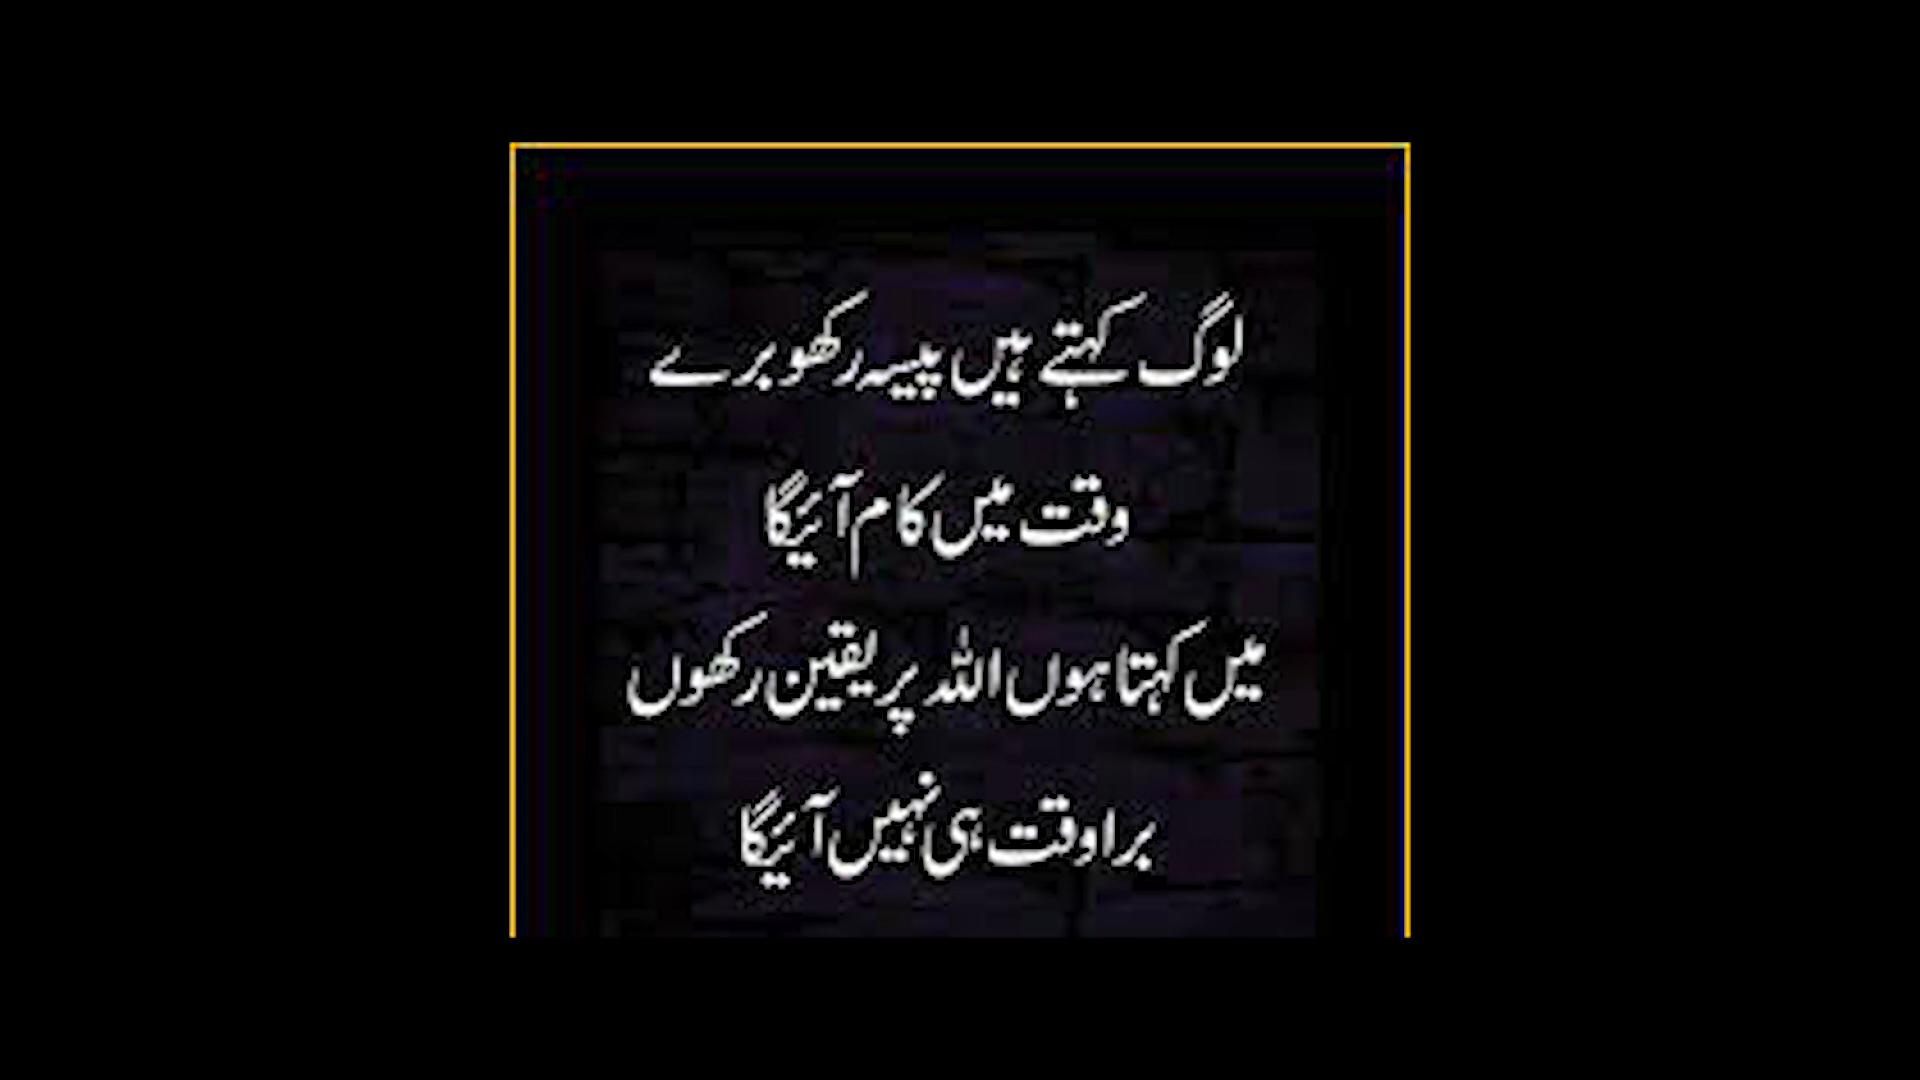 لوگ کہتے ہیں پیسہ رکھو برے
وقت میں کام آئیگا
میں کہتا ہوں اللہ پر یقین رکھوں
برا وقت ہی نہیں آئیگا